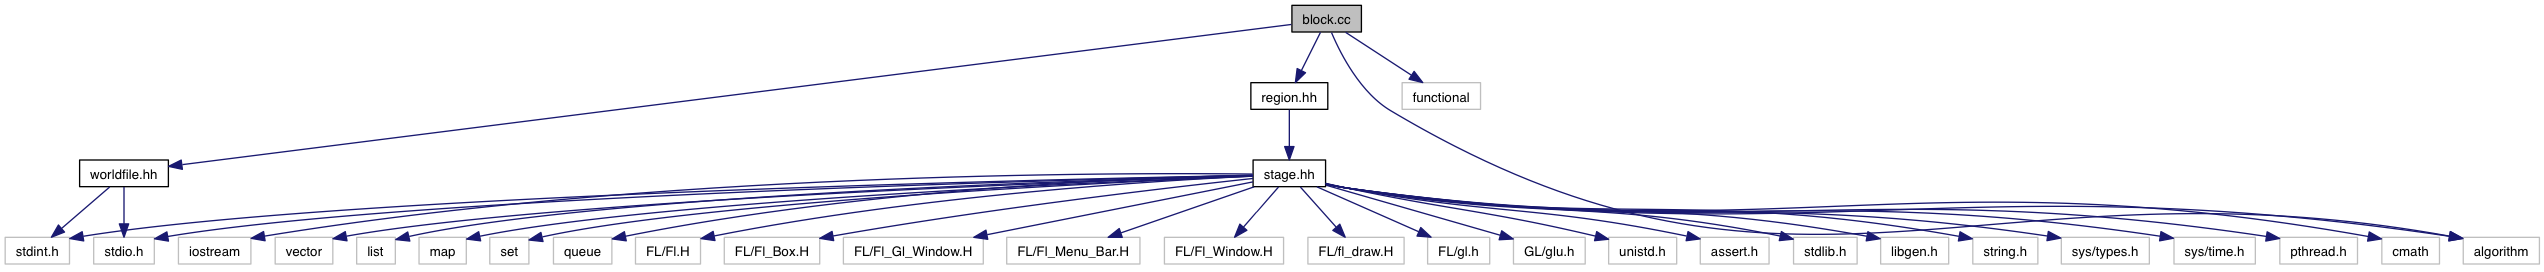 block.cc
region.hh
functional
worldfile.hh
stage.hh
stdint.h
stdio.h
iostream
vector
list
map
set
queue
FL/Fl.H
FL/Fl_Box.H
FL/Fl_Gl_Window.H
FL/Fl_Menu_Bar.H
FL/Fl_Window.H
FL/fl_draw.H
FL/gl.h
GL/glu.h
unistd.h
assert.h
stdlib.h
libgen.h
string.h
sys/types.h
sys/time.h
pthread.h
cmath
algorithm